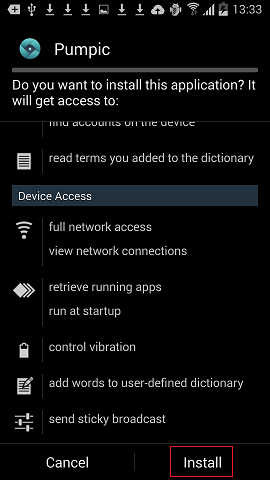 13:33
Pumpic
Do you want to install this application? It
will get access to:
find accounts on the device
read terms you added to the dictionary
Device Access
full network access
view network connections
retrieve running apps
run at startup
control vibration
add words to user-defined dictionary
send sticky broadcast
Cancel
Install